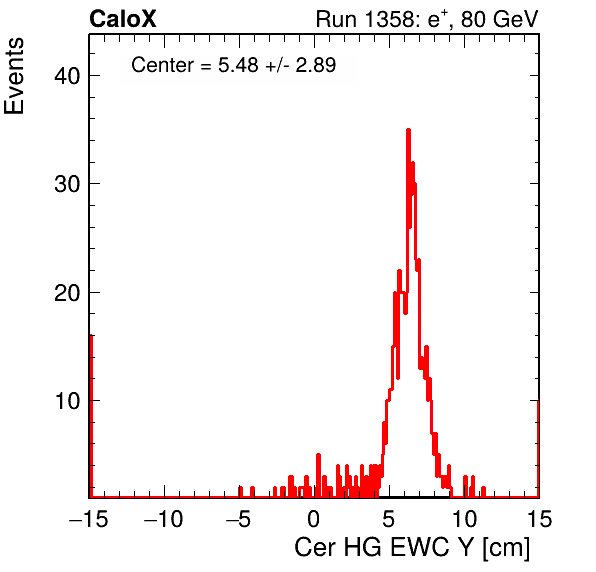 CaloX Run 1358: e⁺, 80 GeV
Events
Center = 5.48 +/- 2.89
40
30
20
10
−15 −10 −5 0 5 10 15
Cer HG EWC Y [cm]